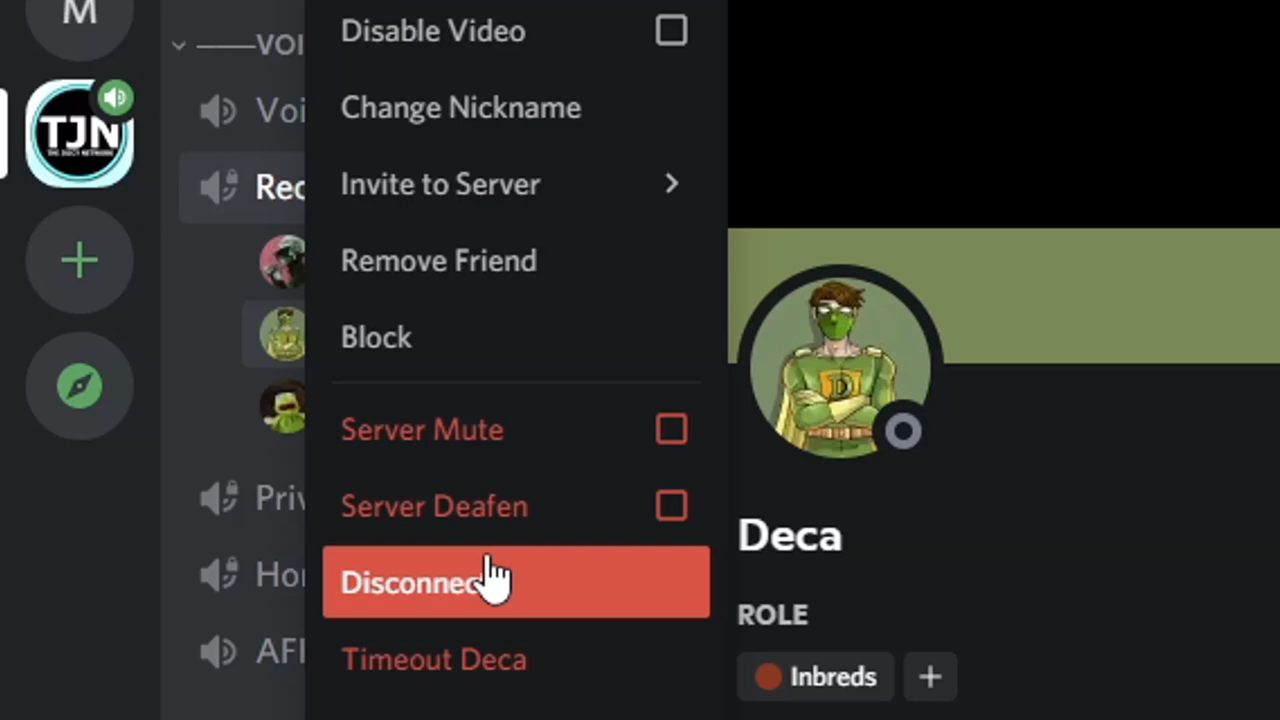 M
VOI
TJN
Voi
Rec
Priv
Hor
AFI
Disable Video
Change Nickname
Invite to Server
Remove Friend
Block
Server Mute
Server Deafen
Disconnec
Timeout Deca
D
Deca
ROLE
Inbreds